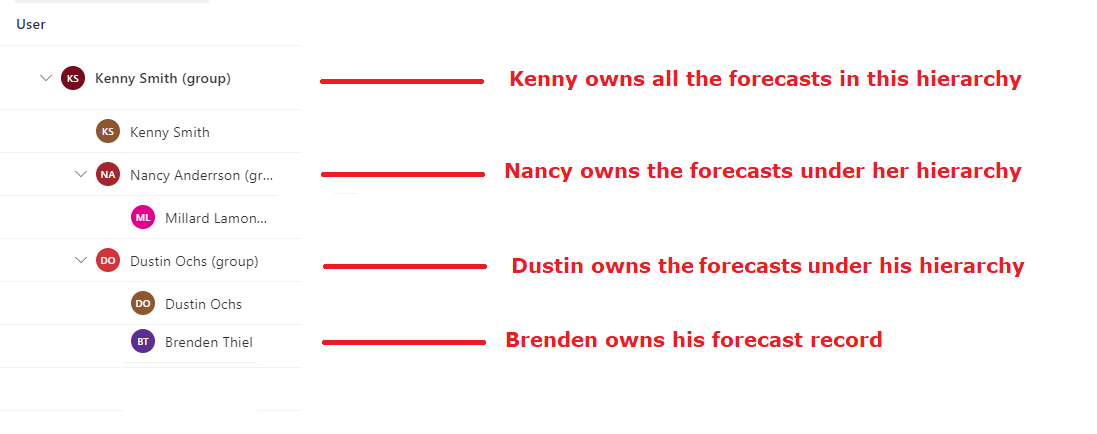 User
KS Kenny Smith (group) Kenny owns all the forecasts in this hierarchy
KS Kenny Smith
NA Nancy Anderrson (gr... Nancy owns the forecasts under her hierarchy
ML Millard Lamon...
DO Dustin Ochs (group) Dustin owns the forecasts under his hierarchy
DO Dustin Ochs
BT Brenden Thiel Brenden owns his forecast record